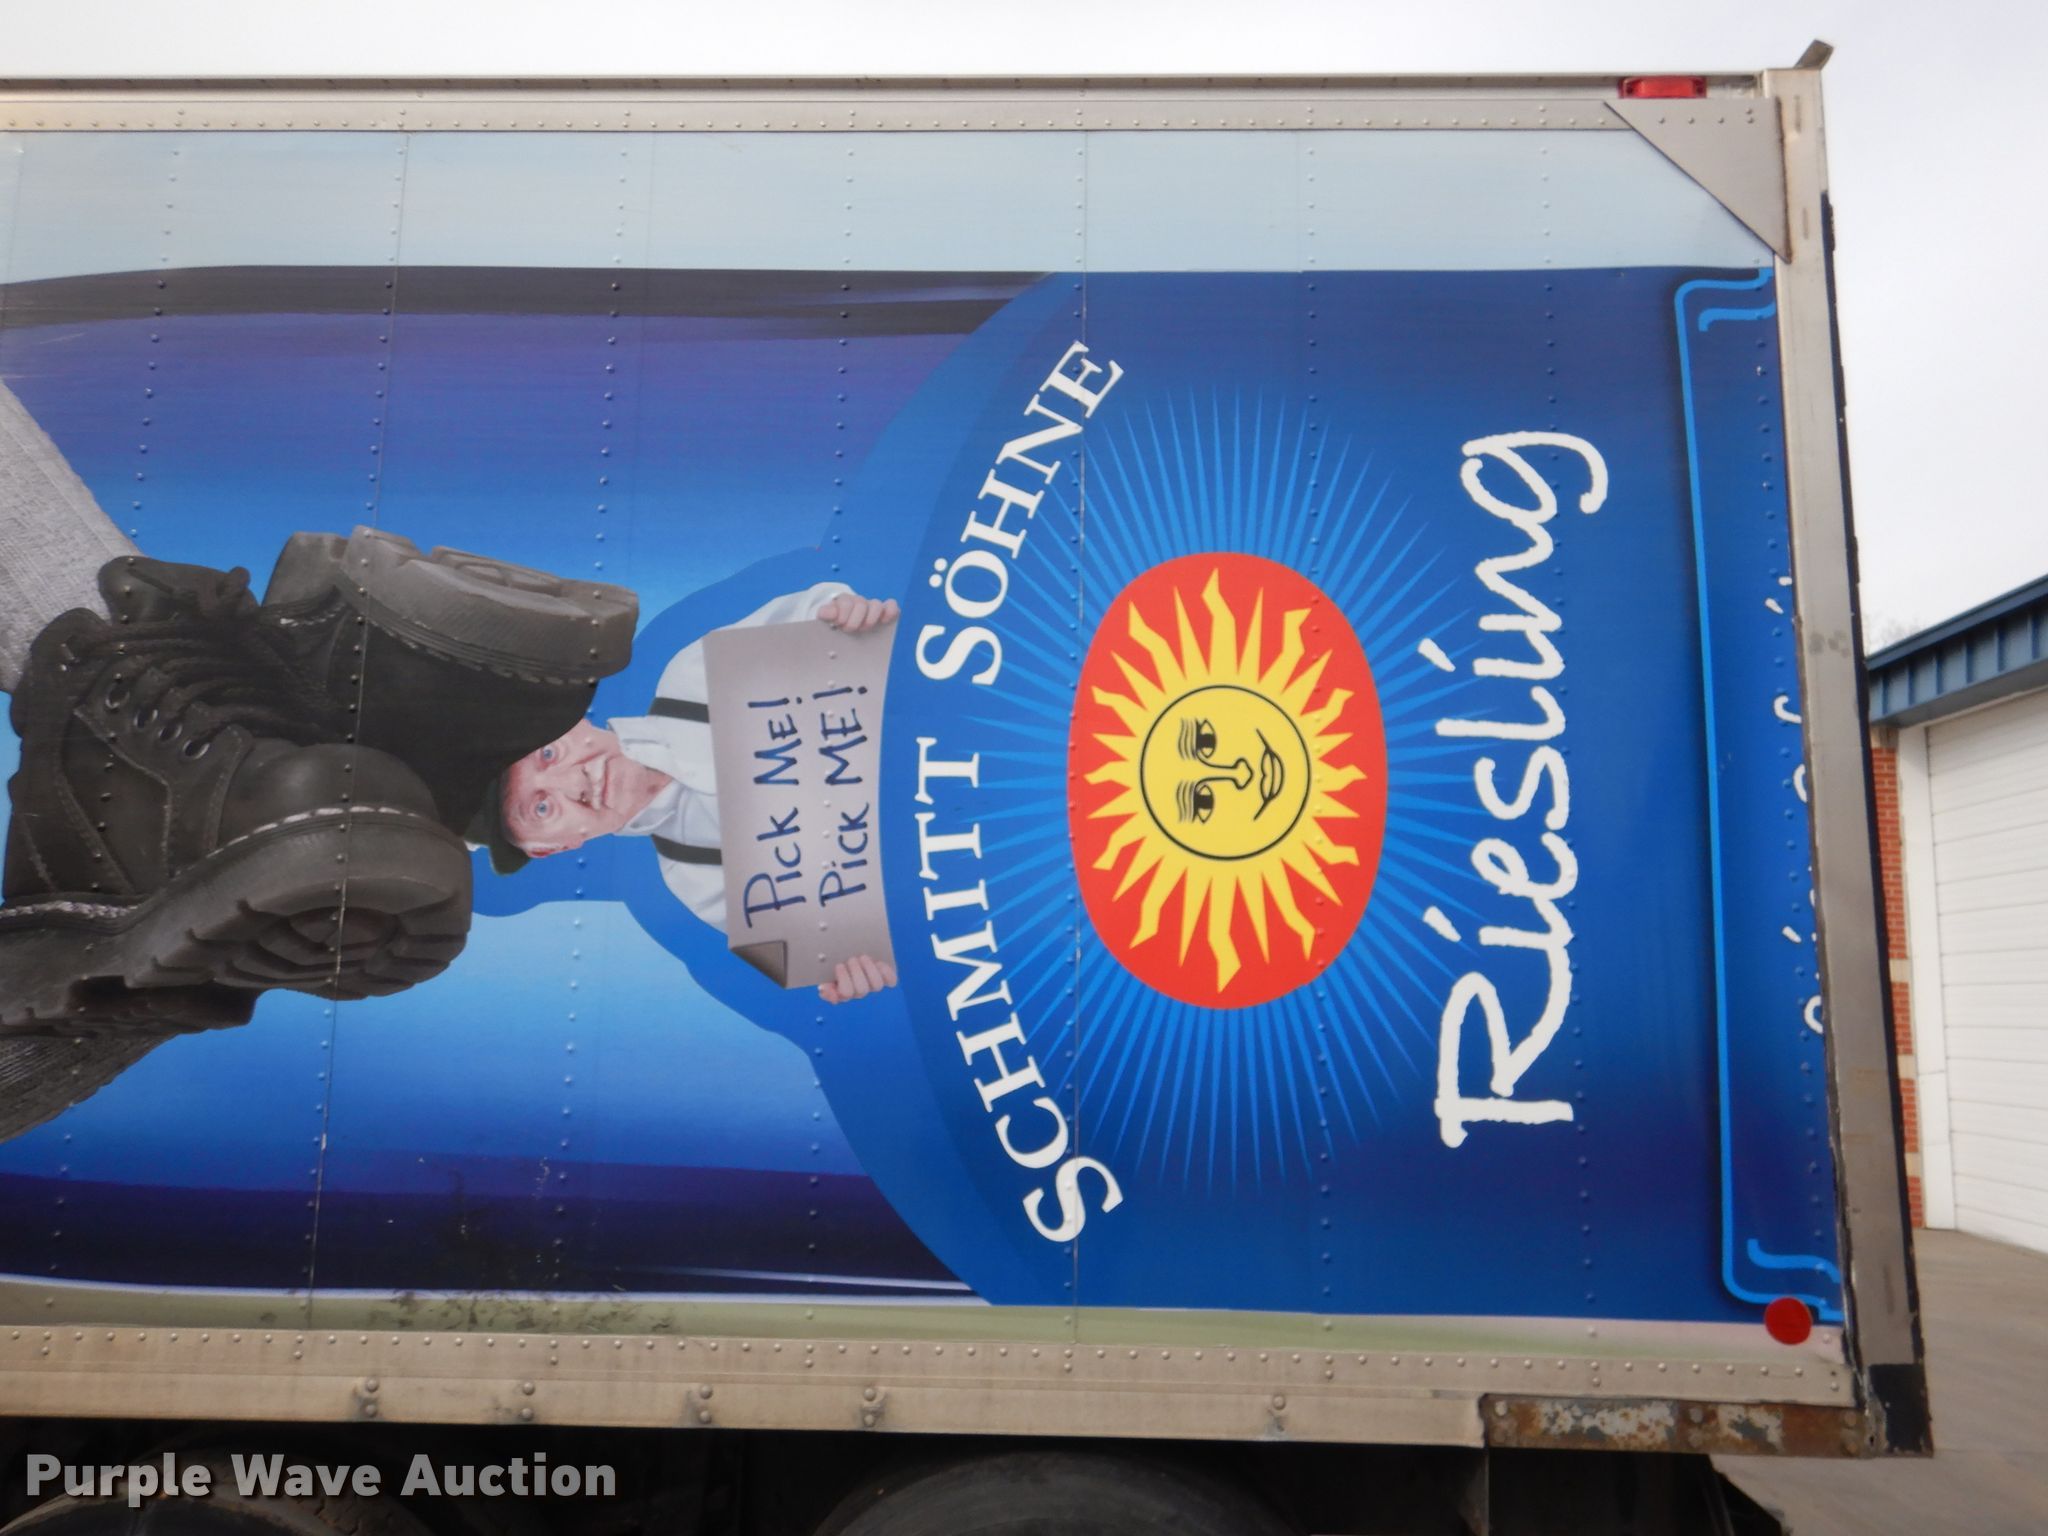 PICK ME!
PICK ME!
SCHMITT SÖHNE
Riesling
Purple Wave Auction